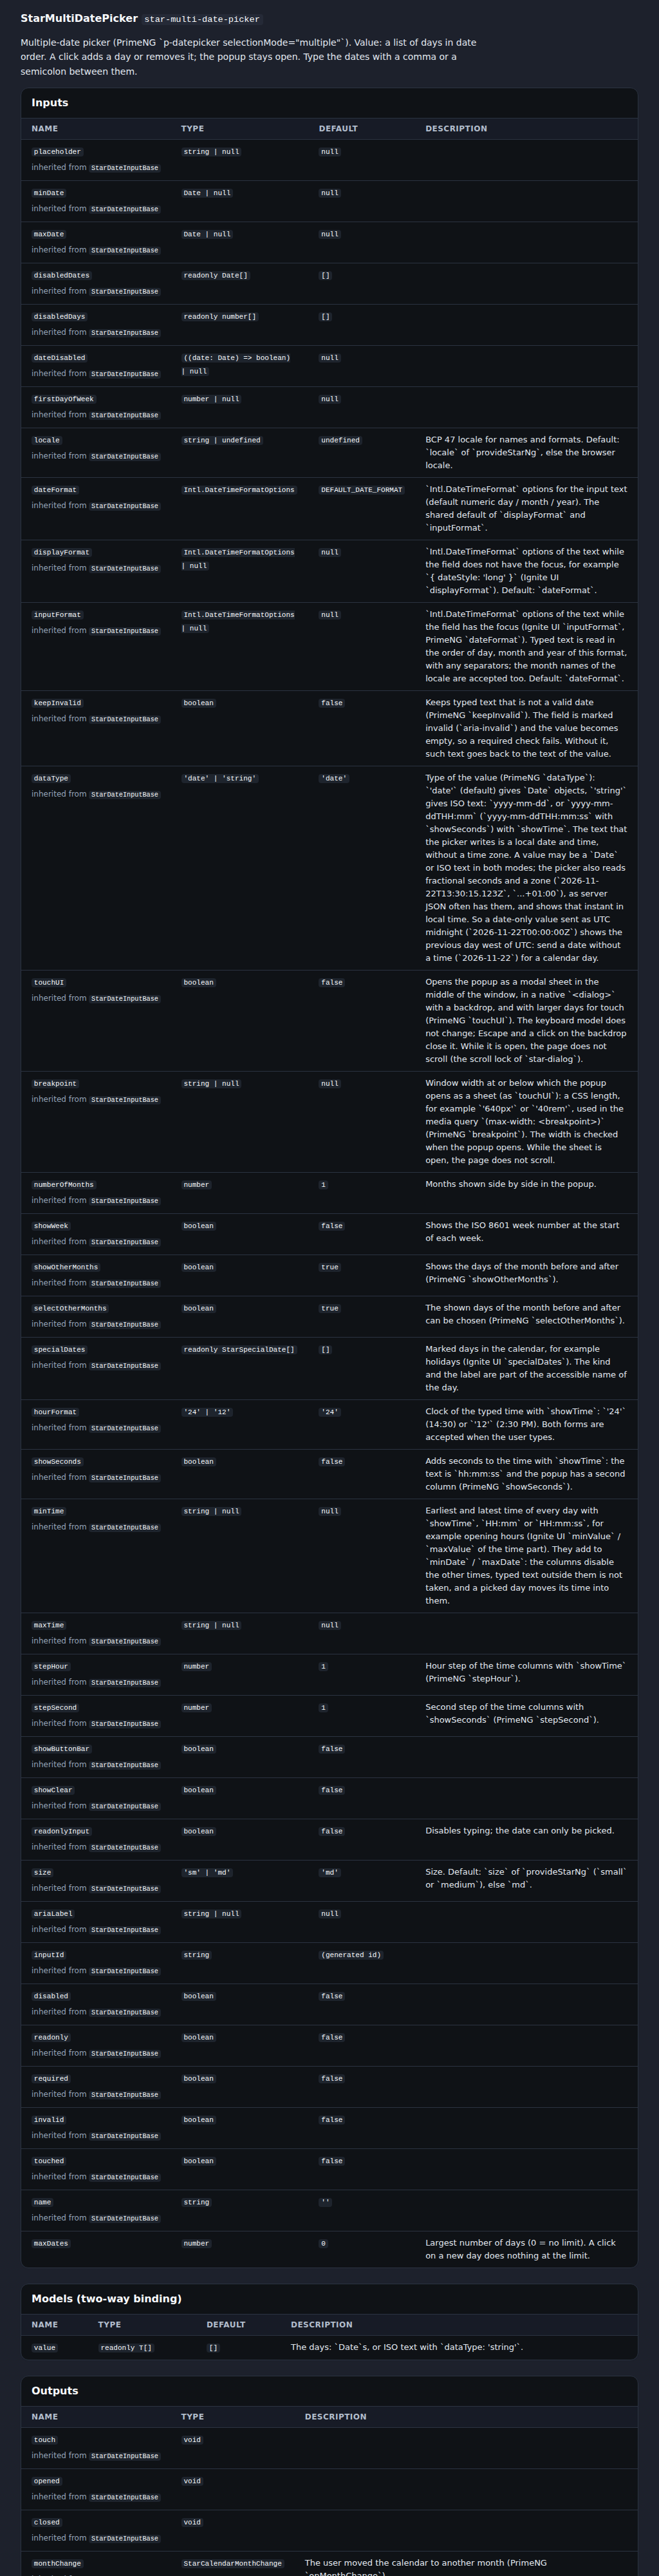 StarMultiDatePicker star-multi-date-picker
Multiple-date picker (PrimeNG `p-datepicker selectionMode="multiple"`). Value: a list of days in date
order. A click adds a day or removes it; the popup stays open. Type the dates with a comma or a
semicolon between them.
Inputs
NAME TYPE DEFAULT DESCRIPTION
placeholder string | null null
inherited from StarDateInputBase
minDate Date | null null
inherited from StarDateInputBase
maxDate Date | null null
inherited from StarDateInputBase
disabledDates readonly Date[] []
inherited from StarDateInputBase
disabledDays readonly number[] []
inherited from StarDateInputBase
dateDisabled ((date: Date) => boolean) null
| null
inherited from StarDateInputBase
firstDayOfWeek number | null null
inherited from StarDateInputBase
locale string | undefined undefined BCP 47 locale for names and formats. Default:
inherited from StarDateInputBase `locale` of `provideStarNg`, else the browser
locale.
dateFormat Intl.DateTimeFormatOptions DEFAULT_DATE_FORMAT `Intl.DateTimeFormat` options for the input text
inherited from StarDateInputBase (default numeric day / month / year). The
shared default of `displayFormat` and
`inputFormat`.
displayFormat Intl.DateTimeFormatOptions null `Intl.DateTimeFormat` options of the text while
| null the field does not have the focus, for example
inherited from StarDateInputBase `{ dateStyle: 'long' }` (Ignite UI
`displayFormat`). Default: `dateFormat`.
inputFormat Intl.DateTimeFormatOptions null `Intl.DateTimeFormat` options of the text while
| null the field has the focus (Ignite UI `inputFormat`,
inherited from StarDateInputBase PrimeNG `dateFormat`). Typed text is read in
the order of day, month and year of this format,
with any separators; the month names of the
locale are accepted too. Default: `dateFormat`.
keepInvalid boolean false Keeps typed text that is not a valid date
inherited from StarDateInputBase (PrimeNG `keepInvalid`). The field is marked
invalid (`aria-invalid`) and the value becomes
empty, so a required check fails. Without it,
such text goes back to the text of the value.
dataType 'date' | 'string' 'date' Type of the value (PrimeNG `dataType`):
inherited from StarDateInputBase `'date'` (default) gives `Date` objects, `'string'`
gives ISO text: `yyyy-mm-dd`, or `yyyy-mm-
ddTHH:mm` (`yyyy-mm-ddTHH:mm:ss` with
`showSeconds`) with `showTime`. The text that
the picker writes is a local date and time,
without a time zone. A value may be a `Date`
or ISO text in both modes; the picker also reads
fractional seconds and a zone (`2026-11-
22T13:30:15.123Z`, `...+01:00`), as server
JSON often has them, and shows that instant in
local time. So a date-only value sent as UTC
midnight (`2026-11-22T00:00:00Z`) shows the
previous day west of UTC: send a date without
a time (`2026-11-22`) for a calendar day.
touchUI boolean false Opens the popup as a modal sheet in the
inherited from StarDateInputBase middle of the window, in a native `<dialog>`
with a backdrop, and with larger days for touch
(PrimeNG `touchUI`). The keyboard model does
not change; Escape and a click on the backdrop
close it. While it is open, the page does not
scroll (the scroll lock of `star-dialog`).
breakpoint string | null null Window width at or below which the popup
inherited from StarDateInputBase opens as a sheet (as `touchUI`): a CSS length,
for example `'640px'` or `'40rem'`, used in the
media query `(max-width: <breakpoint>)`
(PrimeNG `breakpoint`). The width is checked
when the popup opens. While the sheet is
open, the page does not scroll.
numberOfMonths number 1 Months shown side by side in the popup.
inherited from StarDateInputBase
showWeek boolean false Shows the ISO 8601 week number at the start
inherited from StarDateInputBase of each week.
showOtherMonths boolean true Shows the days of the month before and after
inherited from StarDateInputBase (PrimeNG `showOtherMonths`).
selectOtherMonths boolean true The shown days of the month before and after
inherited from StarDateInputBase can be chosen (PrimeNG `selectOtherMonths`).
specialDates readonly StarSpecialDate[] [] Marked days in the calendar, for example
inherited from StarDateInputBase holidays (Ignite UI `specialDates`). The kind
and the label are part of the accessible name of
the day.
hourFormat '24' | '12' '24' Clock of the typed time with `showTime`: `'24'`
inherited from StarDateInputBase (14:30) or `'12'` (2:30 PM). Both forms are
accepted when the user types.
showSeconds boolean false Adds seconds to the time with `showTime`: the
inherited from StarDateInputBase text is `hh:mm:ss` and the popup has a second
column (PrimeNG `showSeconds`).
minTime string | null null Earliest and latest time of every day with
inherited from StarDateInputBase `showTime`, `HH:mm` or `HH:mm:ss`, for
example opening hours (Ignite UI `minValue` /
`maxValue` of the time part). They add to
`minDate` / `maxDate`: the columns disable
the other times, typed text outside them is not
taken, and a picked day moves its time into
them.
maxTime string | null null
inherited from StarDateInputBase
stepHour number 1 Hour step of the time columns with `showTime`
inherited from StarDateInputBase (PrimeNG `stepHour`).
stepSecond number 1 Second step of the time columns with
inherited from StarDateInputBase `showSeconds` (PrimeNG `stepSecond`).
showButtonBar boolean false
inherited from StarDateInputBase
showClear boolean false
inherited from StarDateInputBase
readonlyInput boolean false Disables typing; the date can only be picked.
inherited from StarDateInputBase
size 'sm' | 'md' 'md' Size. Default: `size` of `provideStarNg` (`small`
inherited from StarDateInputBase or `medium`), else `md`.
ariaLabel string | null null
inherited from StarDateInputBase
inputId string (generated id)
inherited from StarDateInputBase
disabled boolean false
inherited from StarDateInputBase
readonly boolean false
inherited from StarDateInputBase
required boolean false
inherited from StarDateInputBase
invalid boolean false
inherited from StarDateInputBase
touched boolean false
inherited from StarDateInputBase
name string ''
inherited from StarDateInputBase
maxDates number 0 Largest number of days (0 = no limit). A click
on a new day does nothing at the limit.
Models (two-way binding)
NAME TYPE DEFAULT DESCRIPTION
value readonly T[] [] The days: `Date`s, or ISO text with `dataType: 'string'`.
Outputs
NAME TYPE DESCRIPTION
touch void
inherited from StarDateInputBase
opened void
inherited from StarDateInputBase
closed void
inherited from StarDateInputBase
monthChange StarCalendarMonthChange The user moved the calendar to another month (PrimeNG